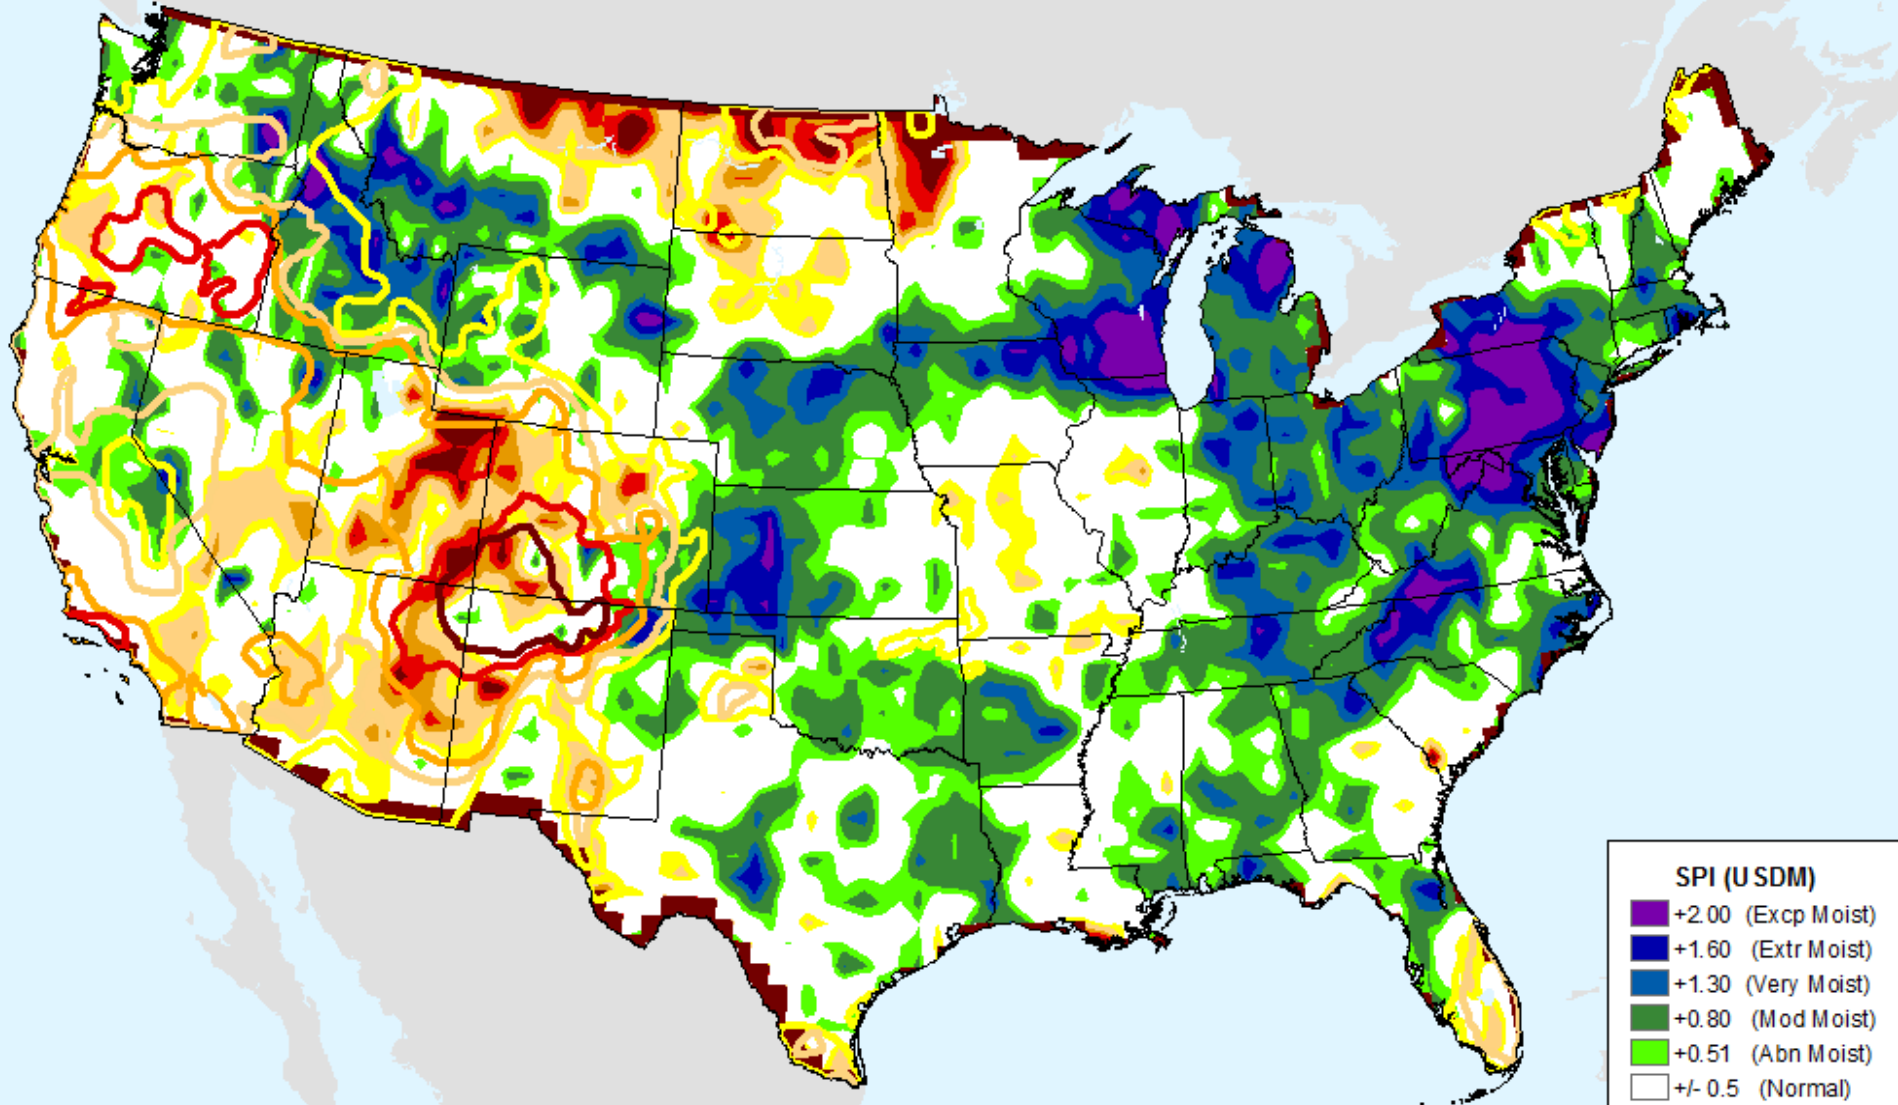 SPI (USDM)
+2.00 (Excp Moist)
+1.60 (Extr Moist)
+1.30 (Very Moist)
+0.80 (Mod Moist)
+0.51 (Abn Moist)
+/- 0.5 (Normal)